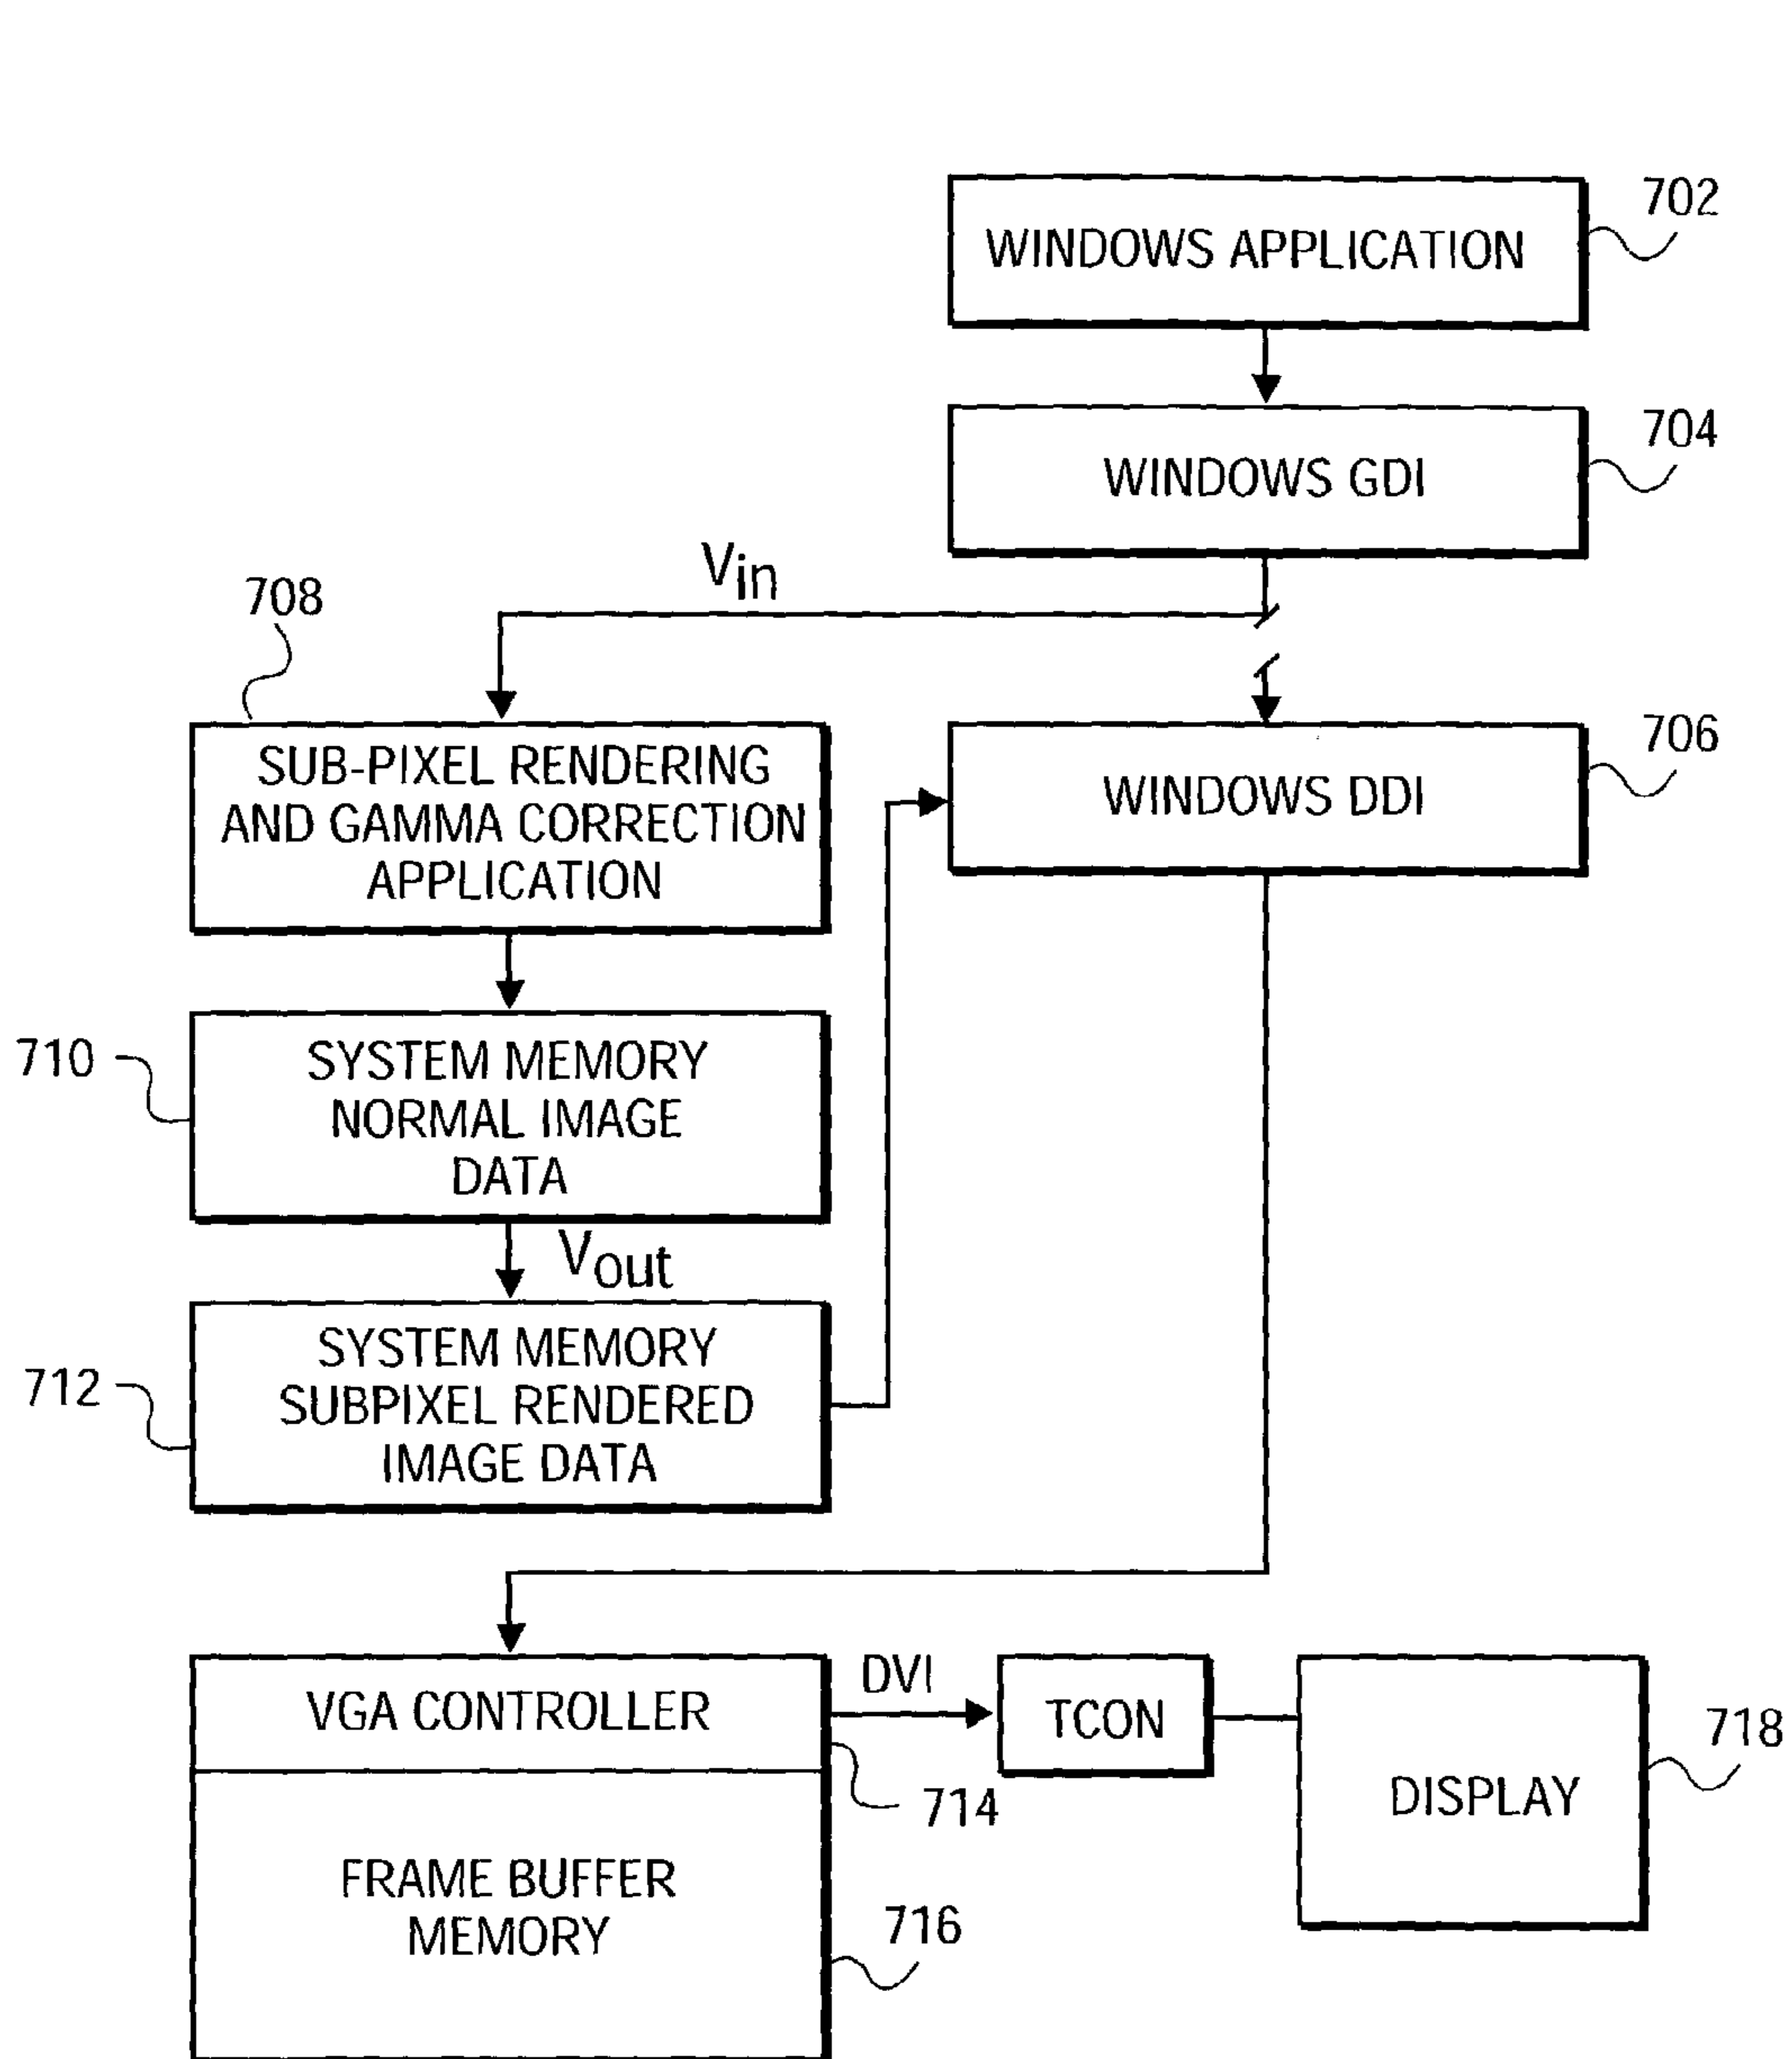 702
WINDOWS APPLICATION
704
WINDOWS GDI
Vin
708
706
SUB-PIXEL RENDERING
AND GAMMA CORRECTION
APPLICATION
WINDOWS DDI
710
SYSTEM MEMORY
NORMAL IMAGE
DATA
Vout
712
SYSTEM MEMORY
SUBPIXEL RENDERED
IMAGE DATA
VGA CONTROLLER
DVI
TCON
718
714
DISPLAY
FRAME BUFFER
MEMORY
716